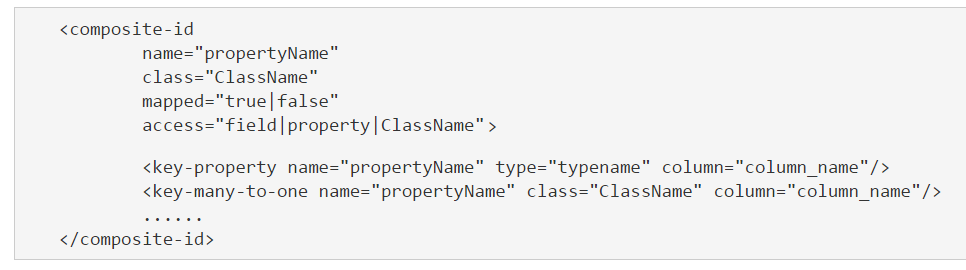 <composite-id
name="propertyName"
class="ClassName"
mapped="true|false"
access="field|property|ClassName">
<key-property name="propertyName" type="typename" column="column_name"/>
<key-many-to-one name="propertyName" class="ClassName" column="column_name"/>
......
</composite-id>